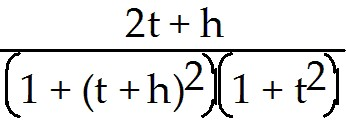 2t + h
(1 + (t + h)²)(1 + t²)